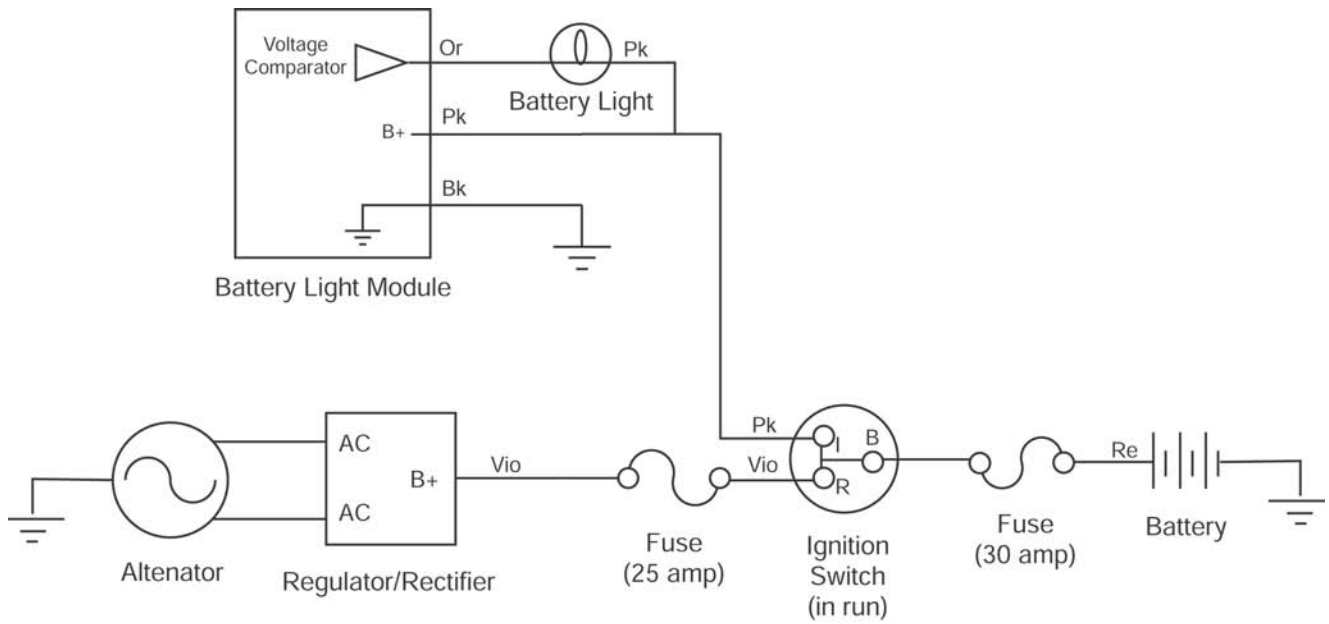 Voltage
Comparator
Or
Pk
Battery Light
Pk
B+
Bk
Battery Light Module
Pk
I
B
AC
B+
Vio
Vio
R
Re
AC
Altenator
Regulator/Rectifier
Fuse
(25 amp)
Ignition
Switch
(in run)
Fuse
(30 amp)
Battery